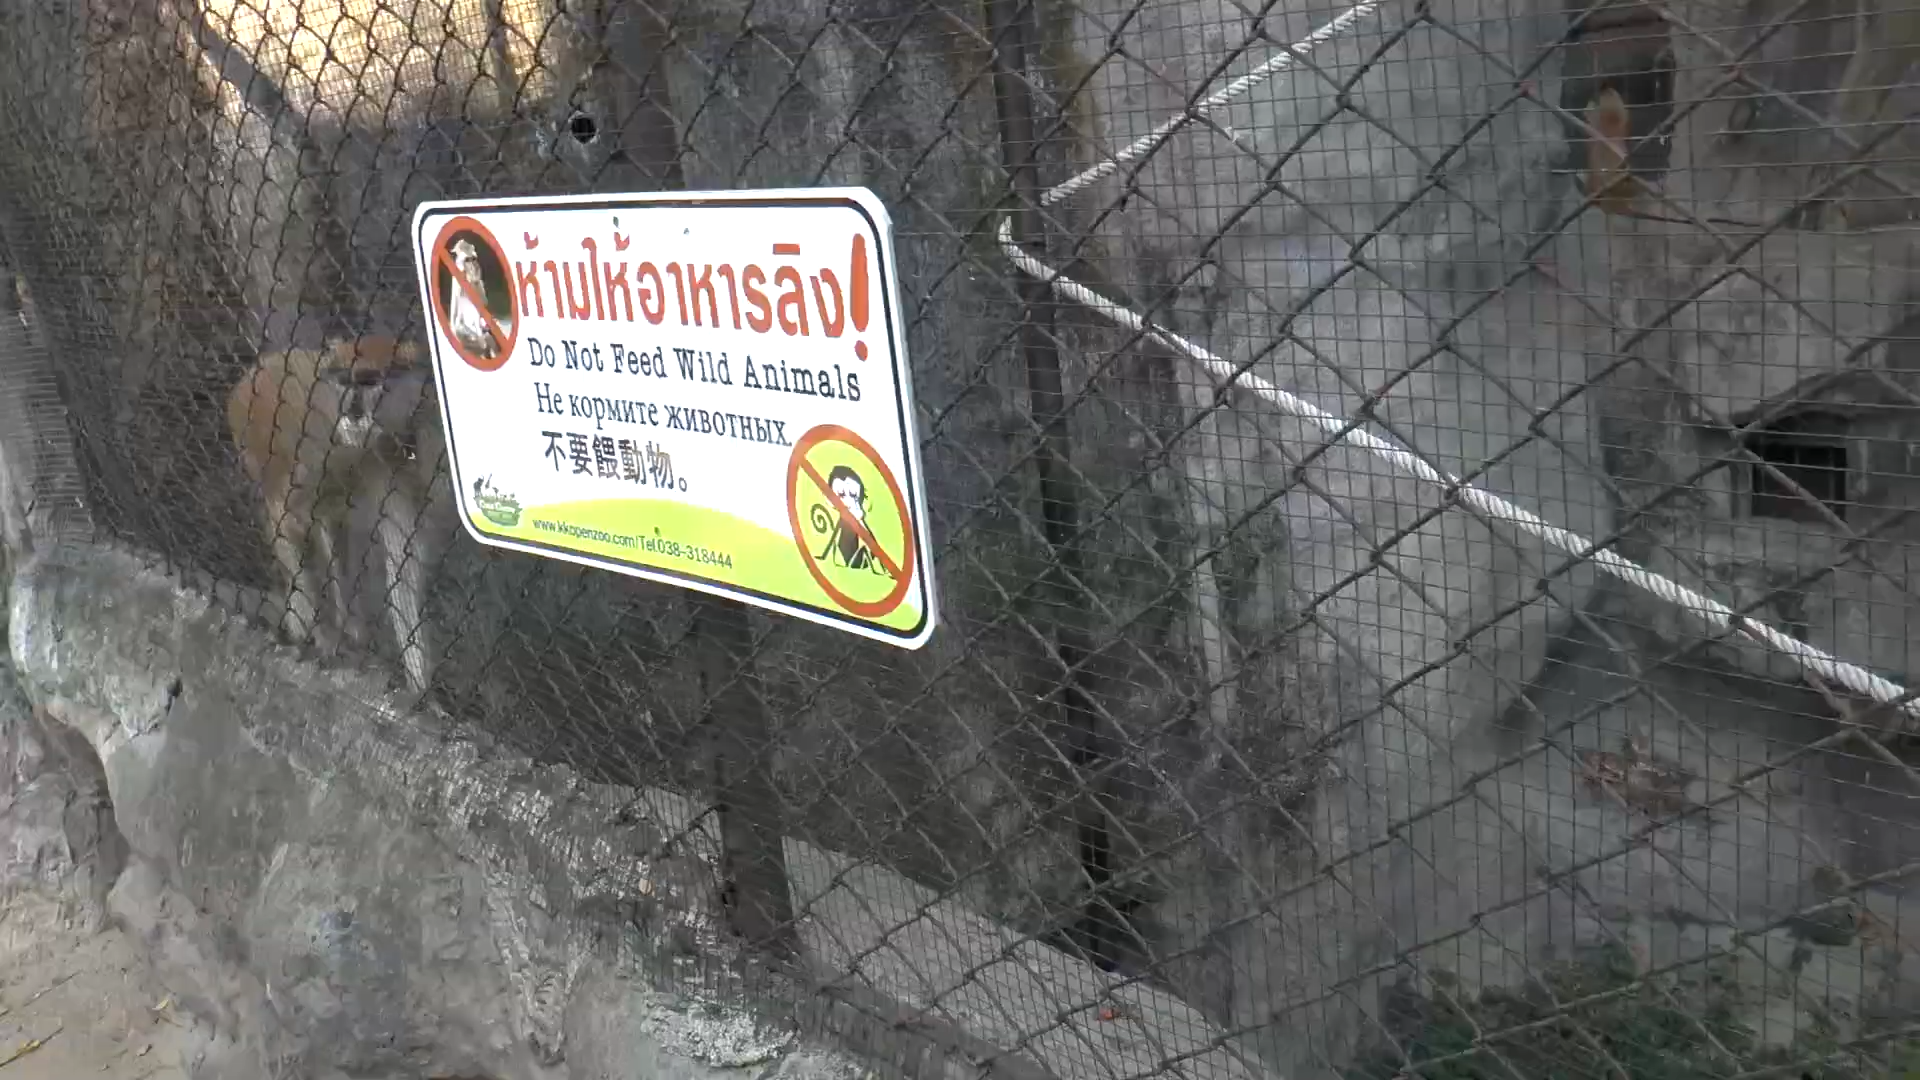 ห้ามให้อาหารลิง!
Do Not Feed Wild Animals
Не кормите животных.
不要餵動物。
www.kkopenzoo.com/Tel.038-318444